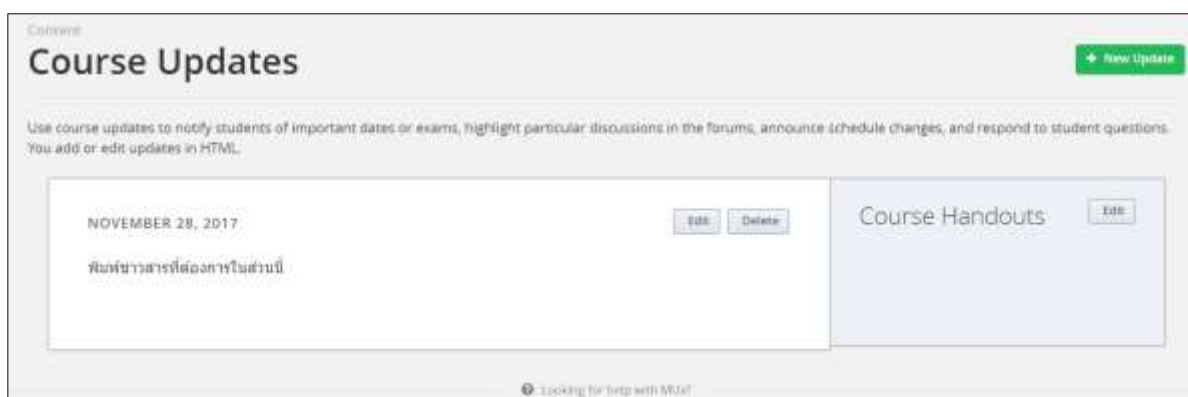 Content
Course Updates
+ New Update
Use course updates to notify students of important dates or exams, highlight particular discussions in the forums, announce schedule changes, and respond to student questions.
You add or edit updates in HTML.
NOVEMBER 28, 2017
Edit
Delete
Course Handouts
Edit
พิมพ์ข่าวสารที่ต้องการในส่วนนี้
Looking for help with MUx?